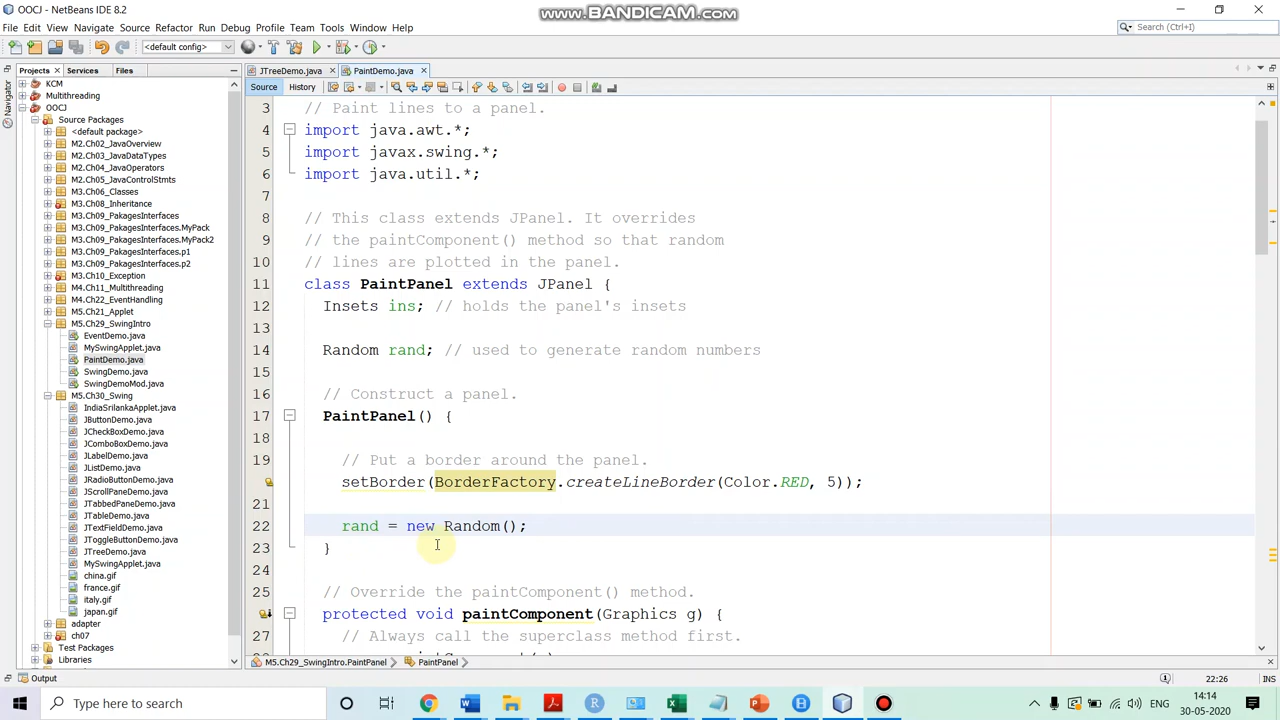 OOCJ - NetBeans IDE 8.2
www.BANDICAM.com
File Edit View Navigate Source Refactor Run Debug Profile Team Tools Window Help
Search (Ctrl+I)
<default config>
Projects Services Files
JTreeDemo.java PaintDemo.java
Source History
Navigator
KCM
Multithreading
OOCJ
Source Packages
<default package>
M2.Ch02_JavaOverview
M2.Ch03_JavaDataTypes
M2.Ch04_JavaOperators
M2.Ch05_JavaControlStmts
M3.Ch06_Classes
M3.Ch08_Inheritance
M3.Ch09_PakagesInterfaces
M3.Ch09_PakagesInterfaces.MyPack
M3.Ch09_PakagesInterfaces.MyPack2
M3.Ch09_PakagesInterfaces.p1
M3.Ch09_PakagesInterfaces.p2
M3.Ch10_Exception
M4.Ch11_Multithreading
M4.Ch22_EventHandling
M5.Ch21_Applet
M5.Ch29_SwingIntro
EventDemo.java
MySwingApplet.java
PaintDemo.java
SwingDemo.java
SwingDemoMod.java
M5.Ch30_Swing
IndiaSrilankaApplet.java
JButtonDemo.java
JCheckBoxDemo.java
JComboBoxDemo.java
JLabelDemo.java
JListDemo.java
JRadioButtonDemo.java
JScrollPaneDemo.java
JTabbedPaneDemo.java
JTableDemo.java
JTextFieldDemo.java
JToggleButtonDemo.java
JTreeDemo.java
MySwingApplet.java
china.gif
france.gif
italy.gif
japan.gif
adapter
ch07
Test Packages
Libraries
3 // Paint lines to a panel.
4 import java.awt.*;
5 import javax.swing.*;
6 import java.util.*;
7
8 // This class extends JPanel. It overrides
9 // the paintComponent() method so that random
10 // lines are plotted in the panel.
11 class PaintPanel extends JPanel {
12 Insets ins; // holds the panel's insets
13
14 Random rand; // used to generate random numbers
15
16 // Construct a panel.
17 PaintPanel() {
18
19 // Put a border around the panel.
setBorder(BorderFactory.createLineBorder(Color.RED, 5));
21
22 rand = new Random();
23 }
24
25 // Override the paintComponent() method.
protected void paintComponent(Graphics g) {
27 // Always call the superclass method first.
M5.Ch29_SwingIntro.PaintPanel PaintPanel
Output
22:26 INS
Type here to search
14:14
30-05-2020